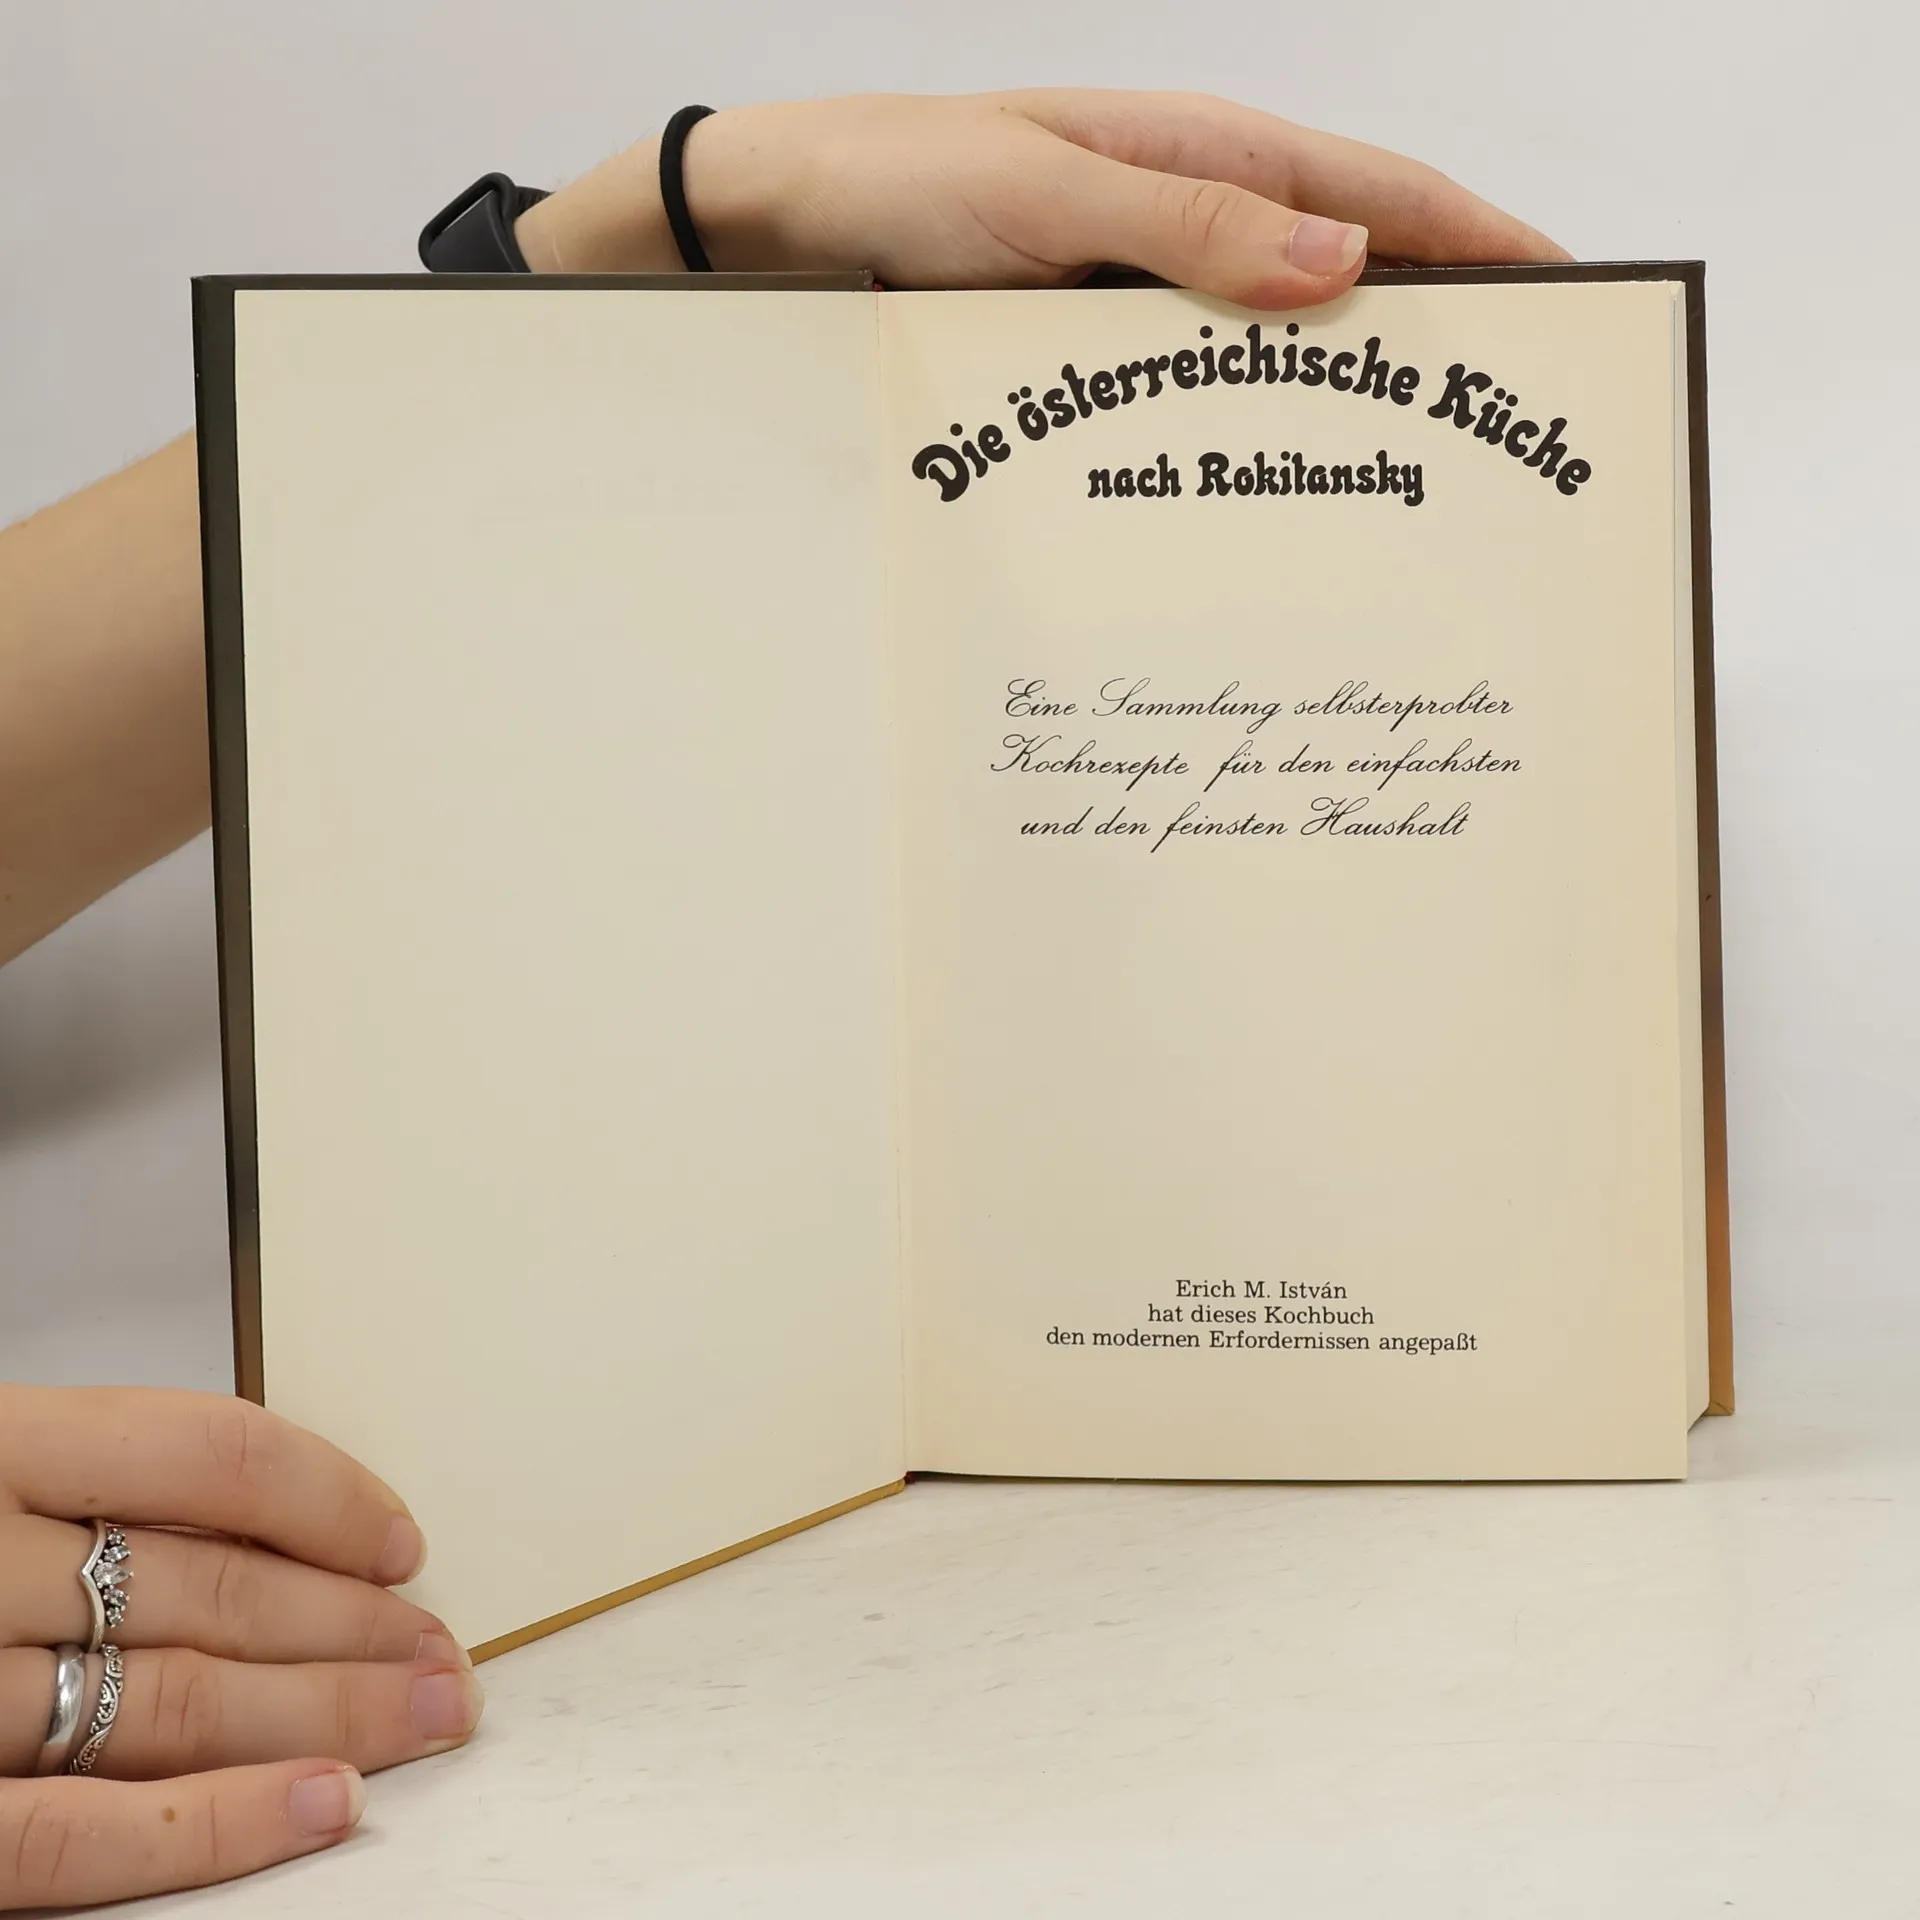 Die österreichische Küche
nach Rokitansky
Eine Sammlung selbsterprobter
Kochrezepte für den einfachsten
und den feinsten Haushalt
Erich M. István
hat dieses Kochbuch
den modernen Erfordernissen angepaßt